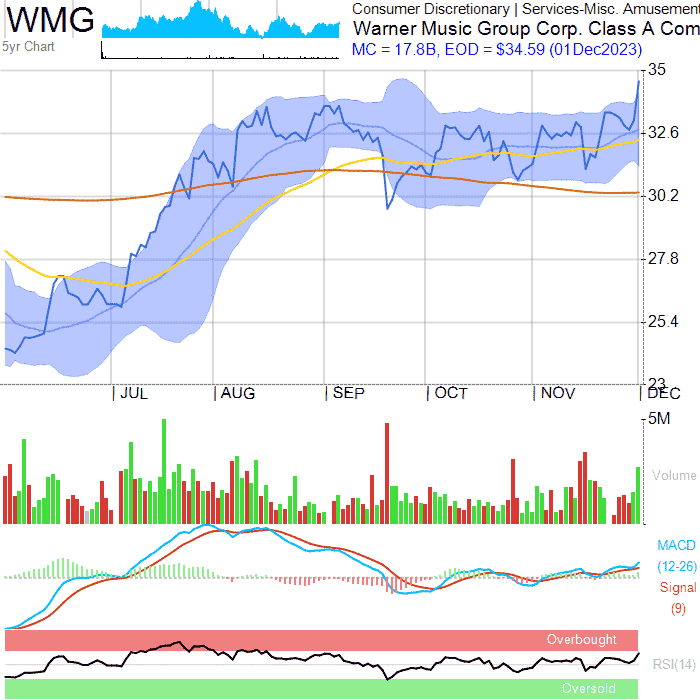 WMG
5yr Chart
Consumer Discretionary | Services-Misc. Amusement
Warner Music Group Corp. Class A Com
MC = 17.8B, EOD = $34.59 (01Dec2023)
35
32.6
30.2
27.8
25.4
23
JUL
AUG
SEP
OCT
NOV
DEC
5M
Volume
MACD
(12-26)
Signal
(9)
Overbought
RSI(14)
Oversold